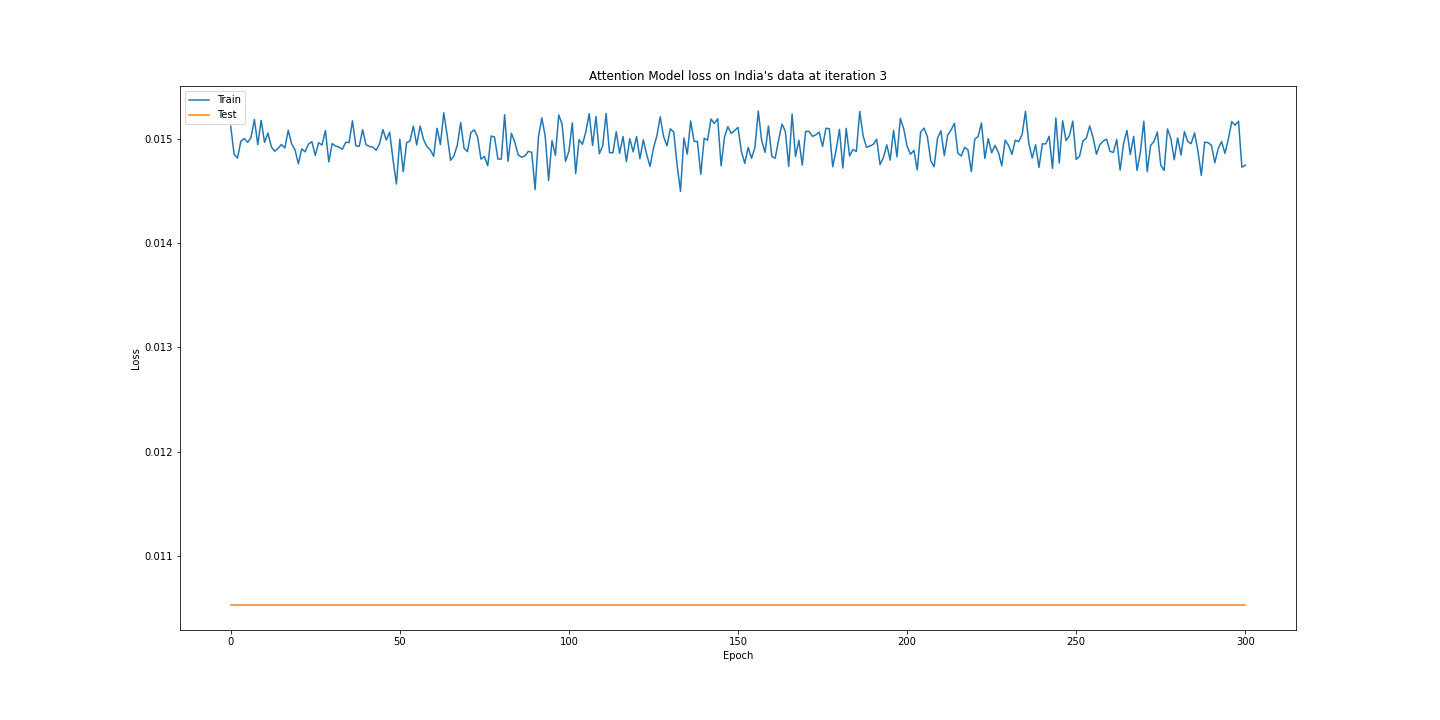 Attention Model loss on India's data at iteration 3
Train
Test
0.015
0.014
0.013
0.012
0.011
Loss
0 50 100 150 200 250 300
Epoch